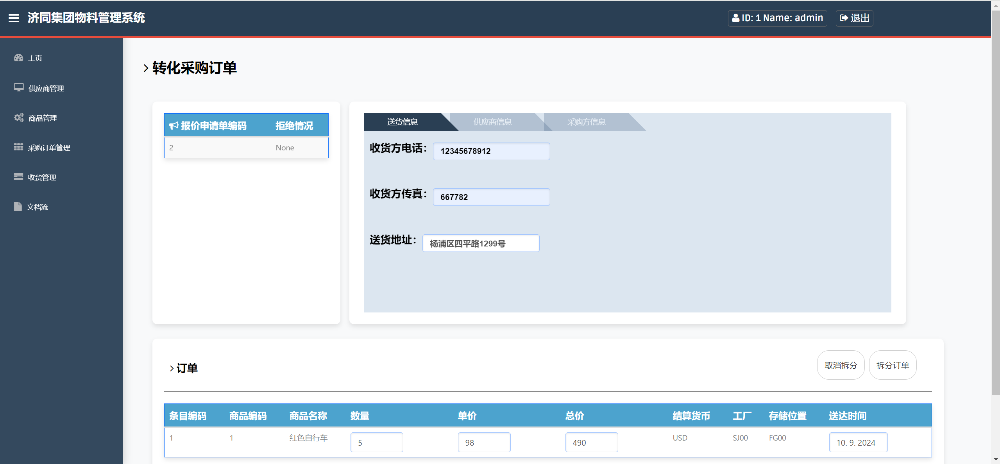 济同集团物料管理系统
ID: 1 Name: admin
退出
主页
供应商管理
商品管理
采购订单管理
收货管理
文档流
转化采购订单
报价申请单编码 拒绝情况
2 None
送货信息 供应商信息 采购方信息
收货方电话： 12345678912
收货方传真： 667782
送货地址： 杨浦区四平路1299号
订单
取消拆分 拆分订单
条目编码 商品编码 商品名称 数量 单价 总价 结算货币 工厂 存储位置 送达时间
1 1 红色自行车 5 98 490 USD SJ00 FG00 10. 9. 2024